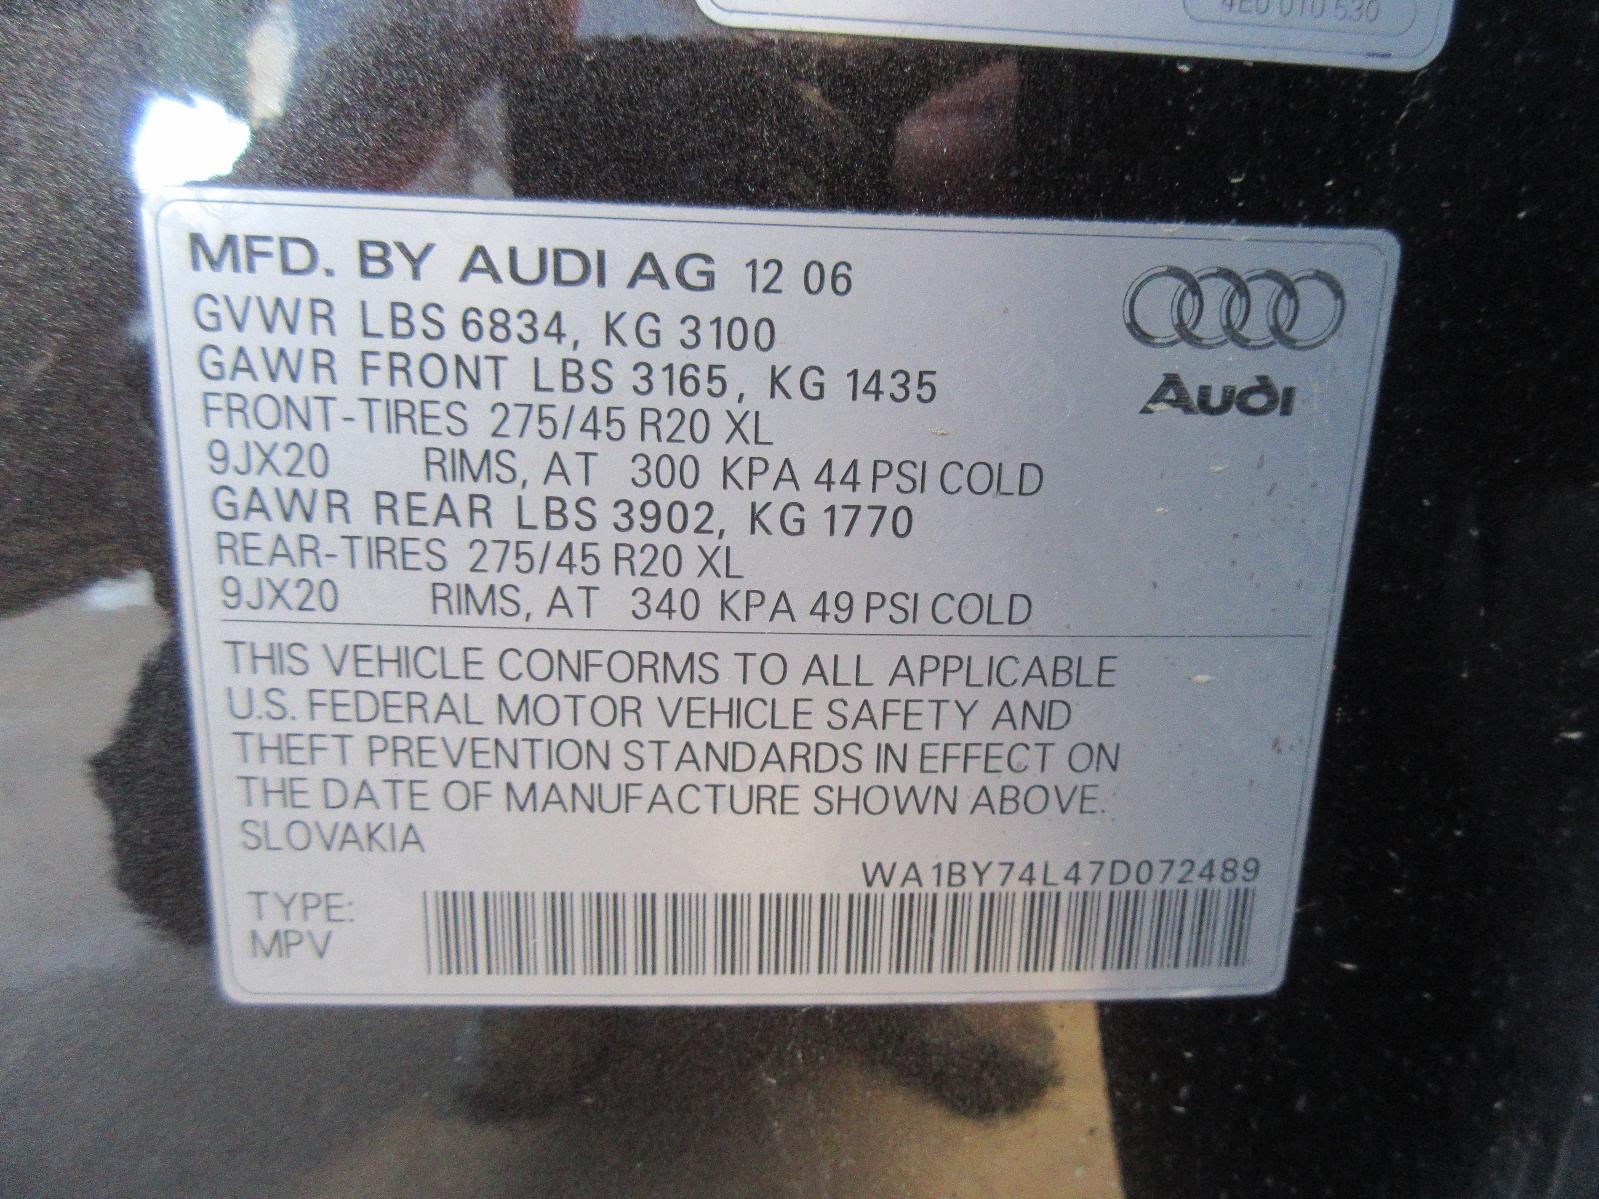 4E0 010 530
MFD. BY AUDI AG 12 06
GVWR LBS 6834, KG 3100
GAWR FRONT LBS 3165, KG 1435
FRONT-TIRES 275/45 R20 XL
9JX20 RIMS, AT 300 KPA 44 PSI COLD
GAWR REAR LBS 3902, KG 1770
REAR-TIRES 275/45 R20 XL
9JX20 RIMS, AT 340 KPA 49 PSI COLD
Audi
THIS VEHICLE CONFORMS TO ALL APPLICABLE
U.S. FEDERAL MOTOR VEHICLE SAFETY AND
THEFT PREVENTION STANDARDS IN EFFECT ON
THE DATE OF MANUFACTURE SHOWN ABOVE.
SLOVAKIA
WA1BY74L47D072489
TYPE:
MPV